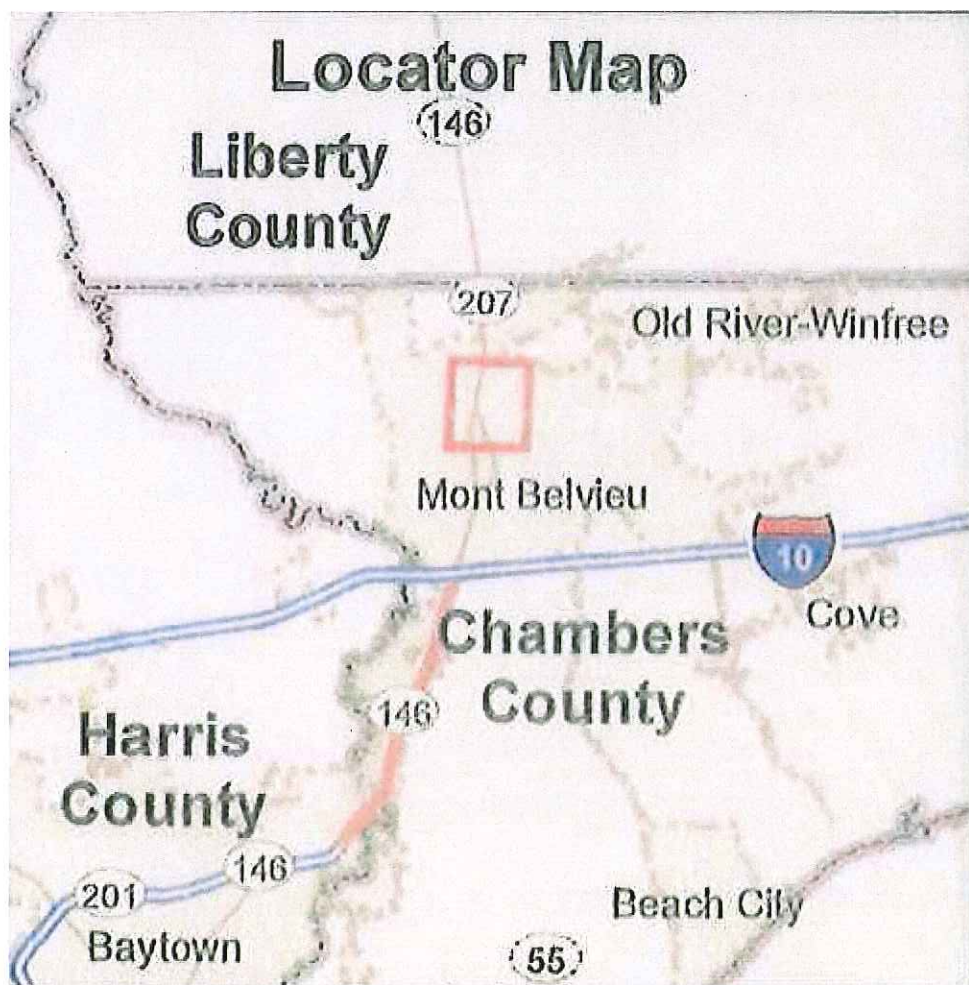 Locator Map
146
Liberty
County
207
Old River-Winfree
Mont Belvieu
10
Cove
Chambers
County
146
Harris
County
146
201
Beach City
Baytown
55